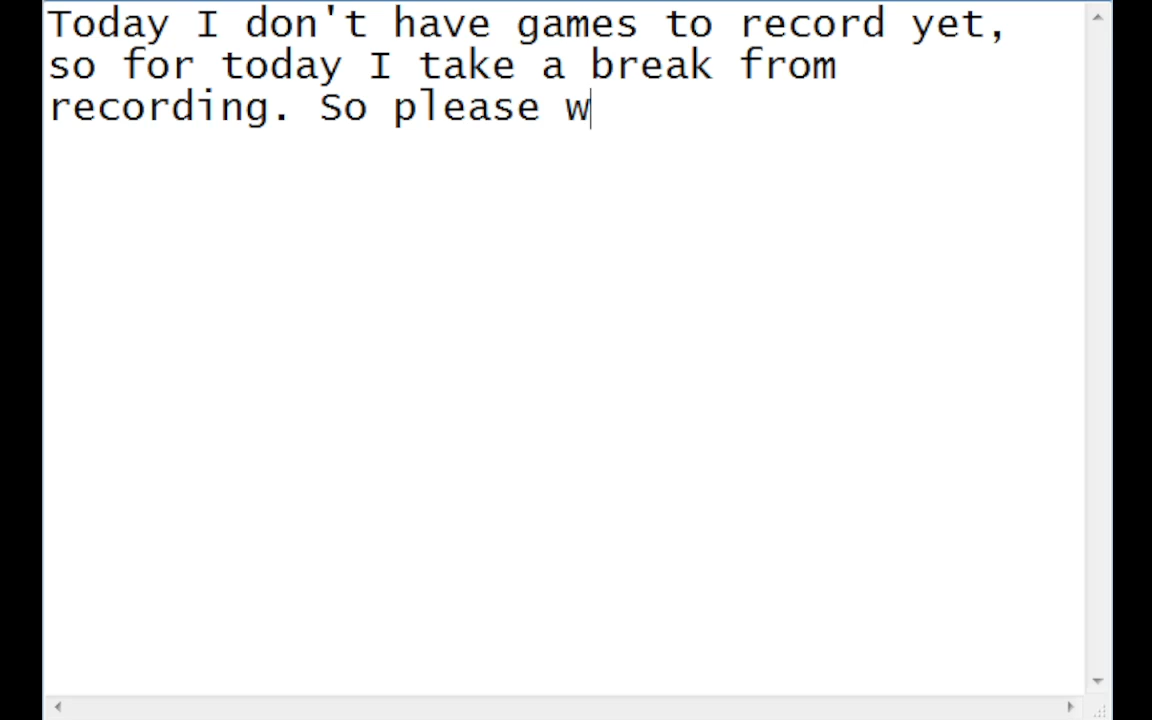 Today I don't have games to record yet,
so for today I take a break from
recording. So please w